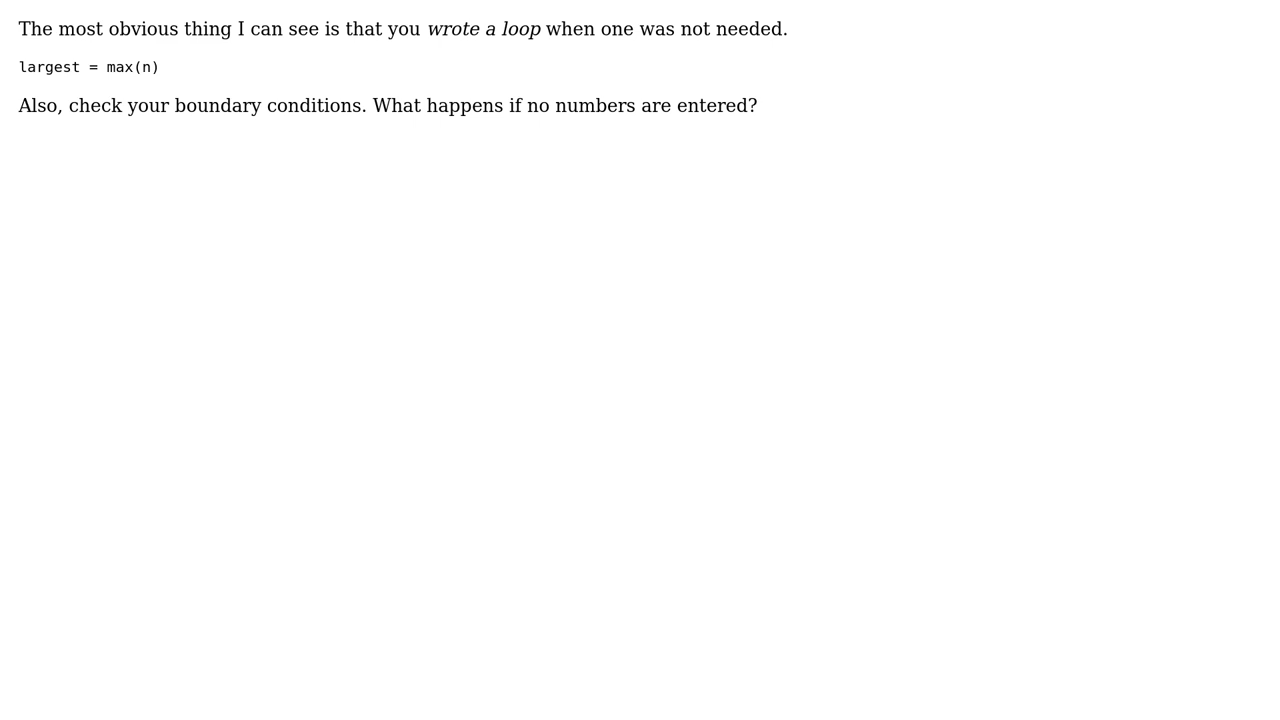 The most obvious thing I can see is that you wrote a loop when one was not needed.
largest = max(n)
Also, check your boundary conditions. What happens if no numbers are entered?